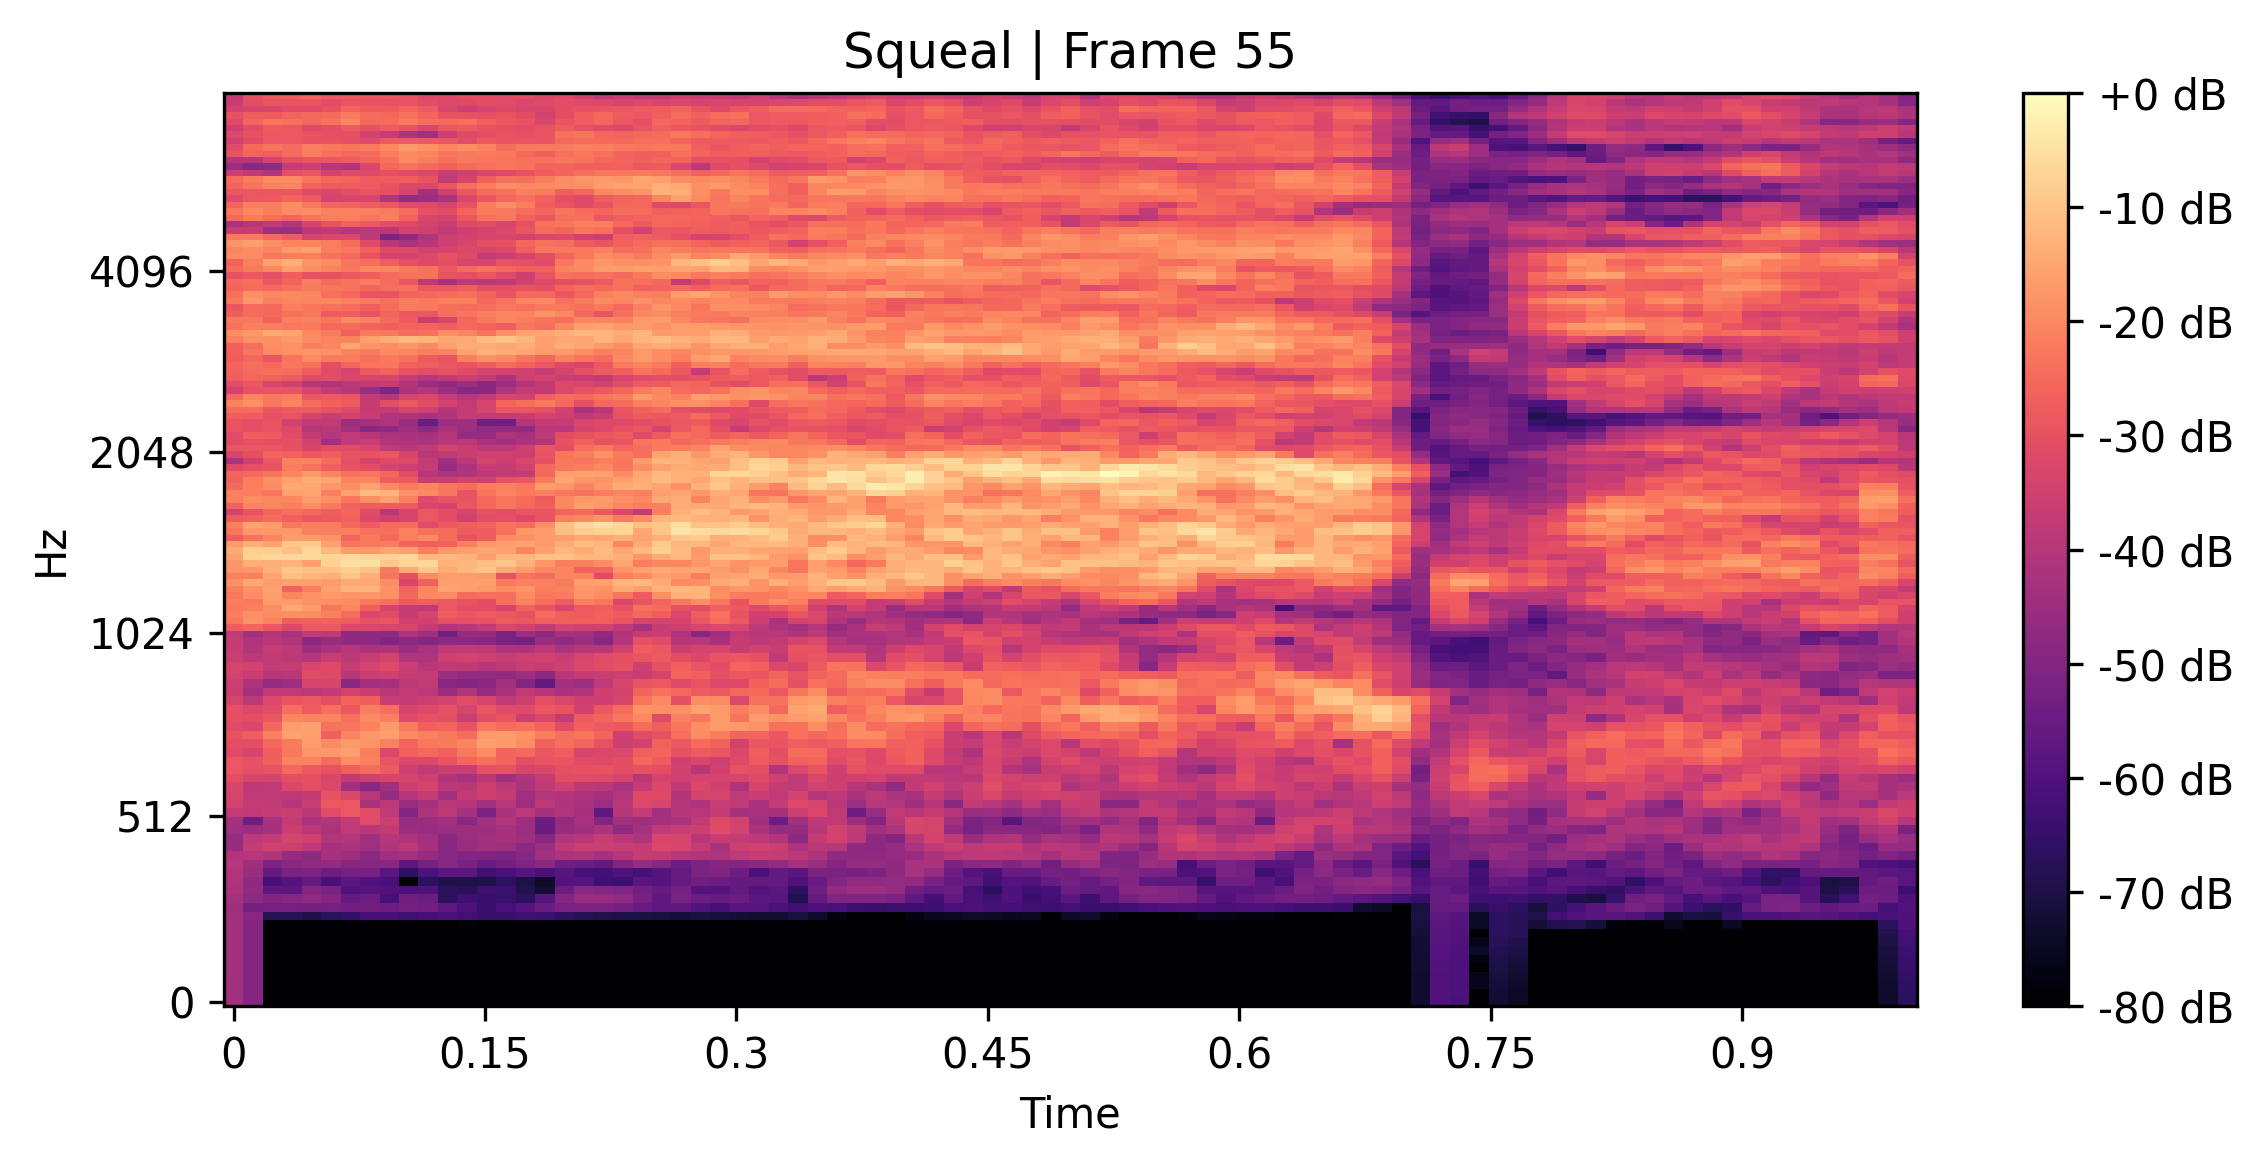 Squeal | Frame 55
+0 dB
-10 dB
-20 dB
-30 dB
-40 dB
-50 dB
-60 dB
-70 dB
-80 dB
4096
2048
1024
512
0
Hz
0 0.15 0.3 0.45 0.6 0.75 0.9
Time